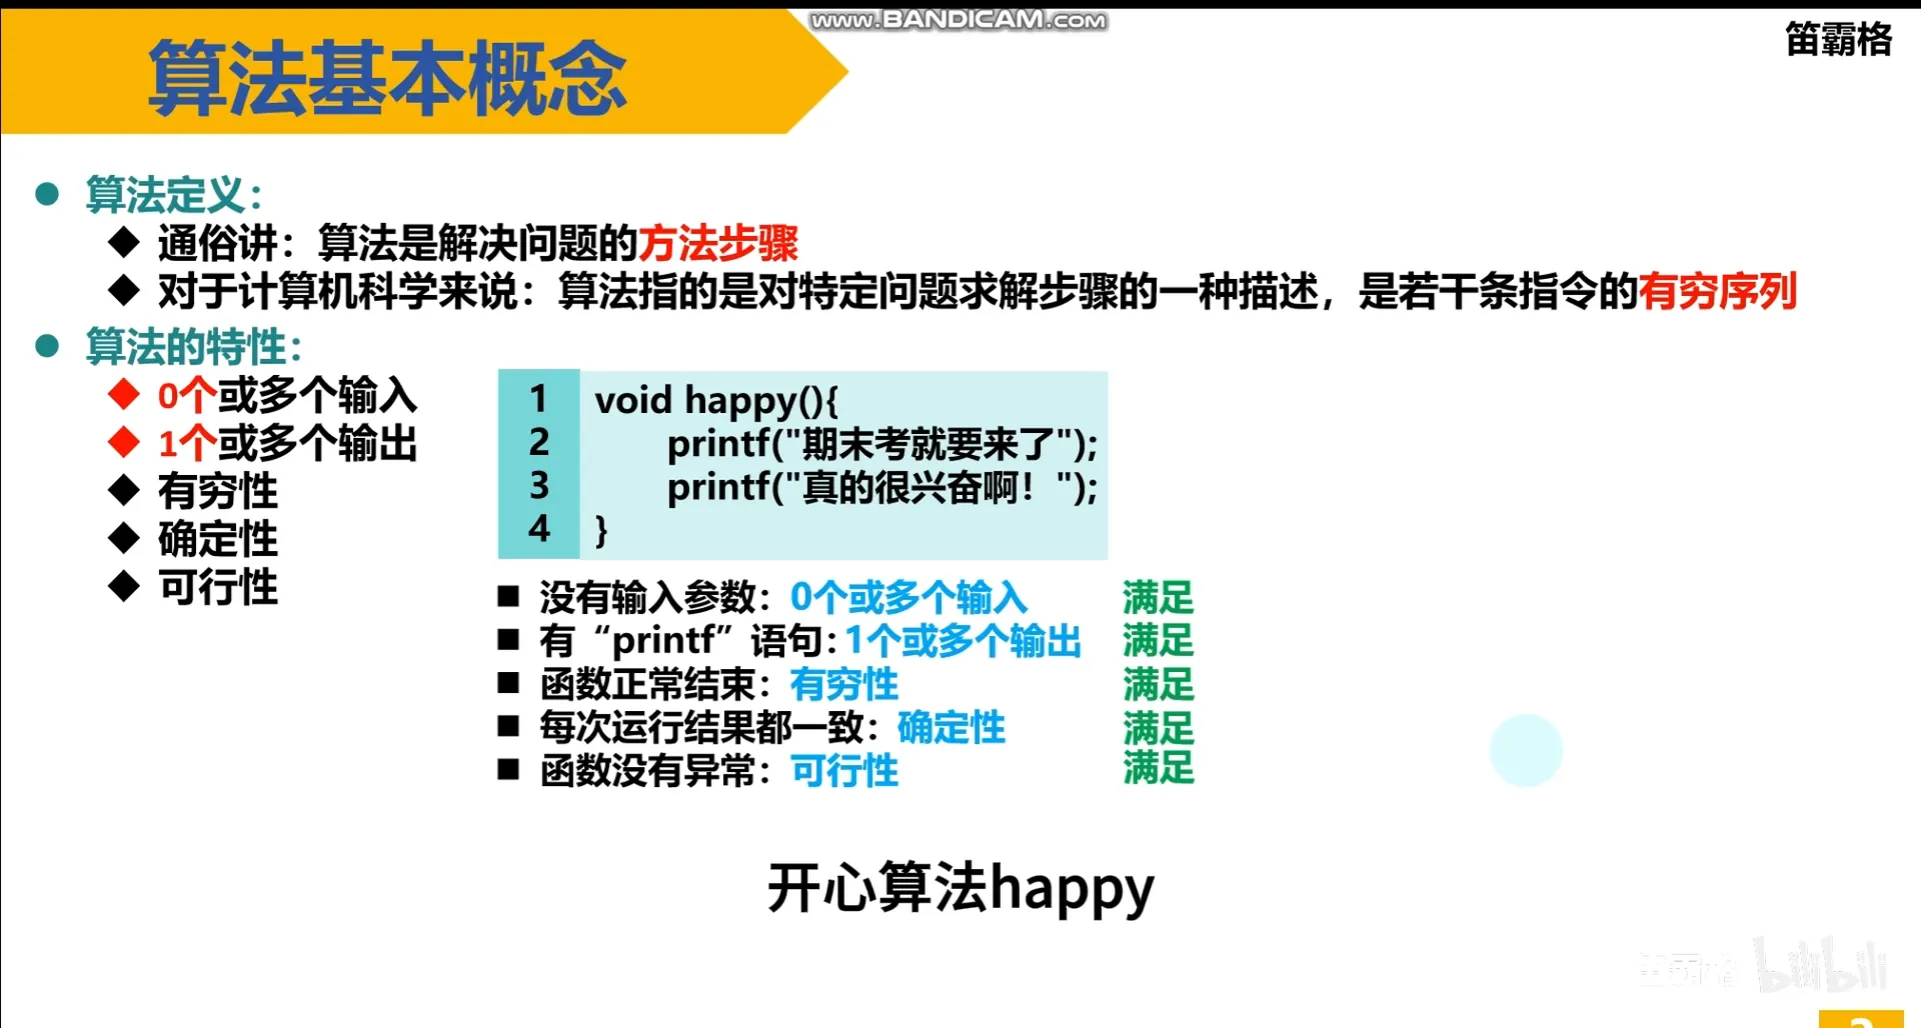 www.BANDICAM.com
笛霸格
算法基本概念
算法定义：
通俗讲：算法是解决问题的方法步骤
对于计算机科学来说：算法指的是对特定问题求解步骤的一种描述，是若干条指令的有穷序列
算法的特性：
0个或多个输入
1个或多个输出
有穷性
确定性
可行性
1 void happy(){
2 printf("期末考就要来了");
3 printf("真的很兴奋啊！");
4 }
没有输入参数：0个或多个输入 满足
有“printf”语句：1个或多个输出 满足
函数正常结束：有穷性 满足
每次运行结果都一致：确定性 满足
函数没有异常：可行性 满足
开心算法happy
笛霸格 bilibili